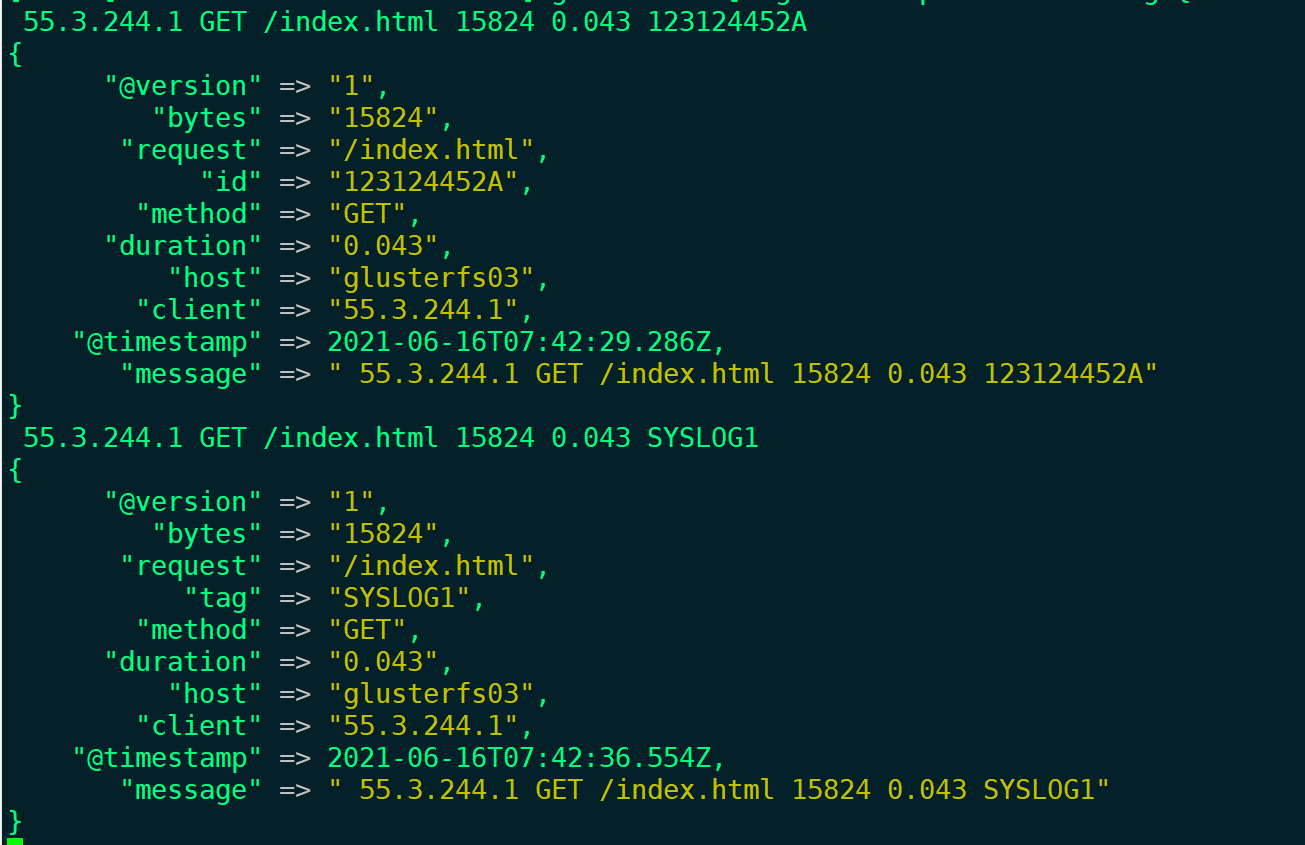 55.3.244.1 GET /index.html 15824 0.043 123124452A
{
"@version" => "1",
"bytes" => "15824",
"request" => "/index.html",
"id" => "123124452A",
"method" => "GET",
"duration" => "0.043",
"host" => "glusterfs03",
"client" => "55.3.244.1",
"@timestamp" => 2021-06-16T07:42:29.286Z,
"message" => " 55.3.244.1 GET /index.html 15824 0.043 123124452A"
}
55.3.244.1 GET /index.html 15824 0.043 SYSLOG1
{
"@version" => "1",
"bytes" => "15824",
"request" => "/index.html",
"tag" => "SYSLOG1",
"method" => "GET",
"duration" => "0.043",
"host" => "glusterfs03",
"client" => "55.3.244.1",
"@timestamp" => 2021-06-16T07:42:36.554Z,
"message" => " 55.3.244.1 GET /index.html 15824 0.043 SYSLOG1"
}